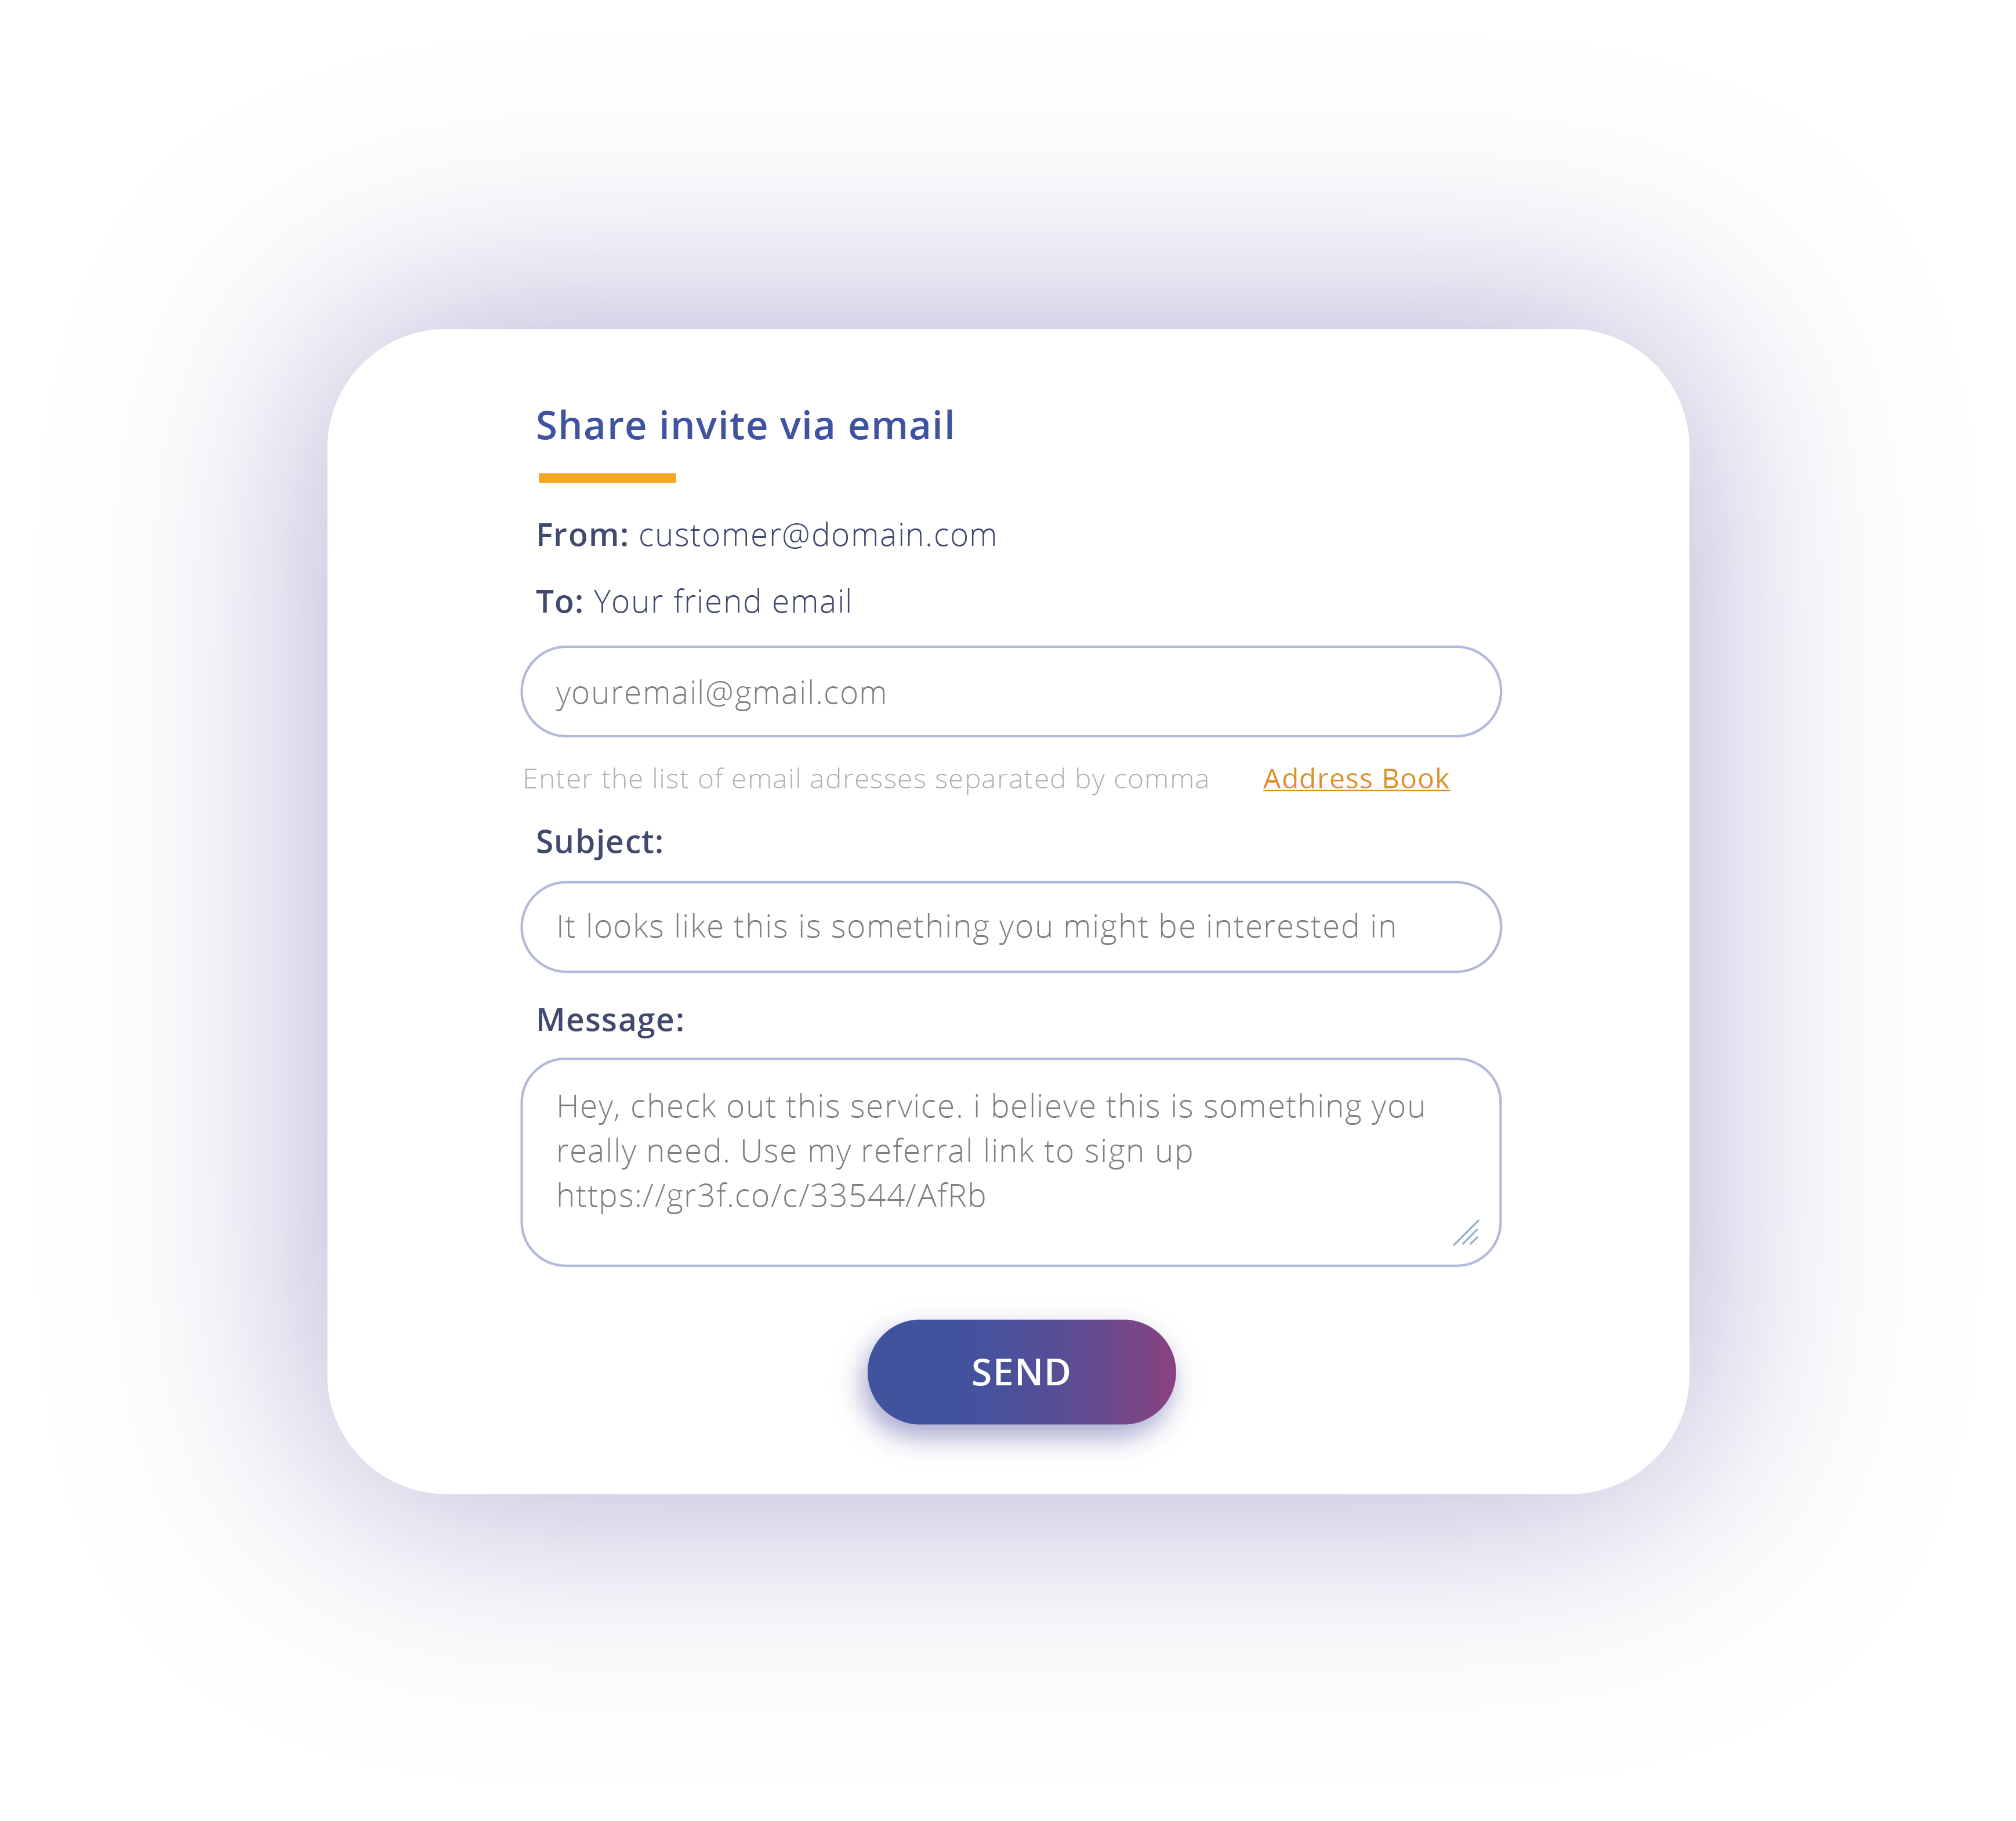 Share invite via email
From: customer@domain.com
To: Your friend email
youremail@gmail.com
Enter the list of email adresses separated by comma Address Book
Subject:
It looks like this is something you might be interested in
Message:
Hey, check out this service. i believe this is something you
really need. Use my referral link to sign up
https://gr3f.co/c/33544/AfRb
SEND